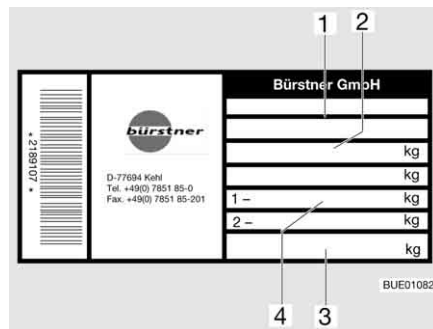 1 2
Bürstner GmbH
* 2189107 *
bürstner
D-77694 Kehl
Tel. +49(0) 7851 85-0
Fax. +49(0) 7851 85-201
kg
kg
1 – kg
2 – kg
kg
BUE01082
4 3